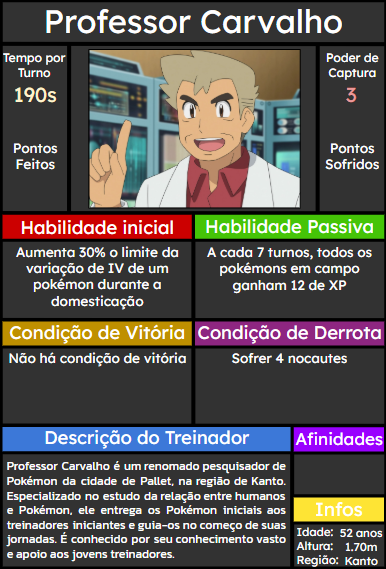 Professor Carvalho
Tempo por
Turno
190s
Pontos
Feitos
Poder de
Captura
3
Pontos
Sofridos
Habilidade inicial
Aumenta 30% o limite da
variação de IV de um
pokémon durante a
domesticação
Habilidade Passiva
A cada 7 turnos, todos os
pokémons em campo
ganham 12 de XP
Condição de Vitória
Não há condição de vitória
Condição de Derrota
Sofrer 4 nocautes
Descrição do Treinador
Professor Carvalho é um renomado pesquisador de
Pokémon da cidade de Pallet, na região de Kanto.
Especializado no estudo da relação entre humanos
e Pokémon, ele entrega os Pokémon iniciais aos
treinadores iniciantes e guia-os no começo de suas
jornadas. É conhecido por seu conhecimento vasto
e apoio aos jovens treinadores.
Afinidades
Infos
Idade: 52 anos
Altura: 1.70m
Região: Kanto